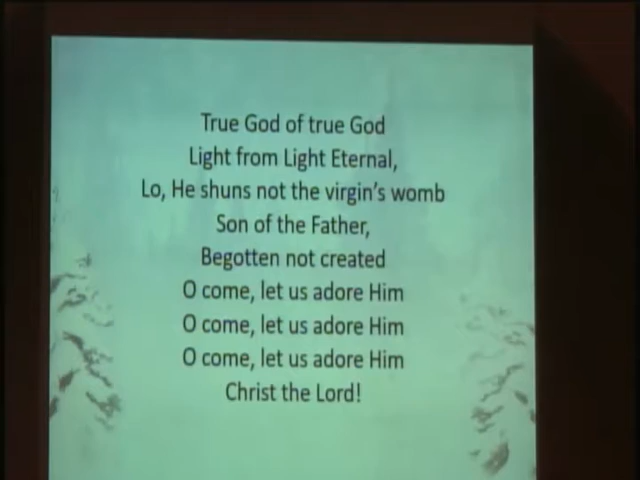 True God of true God
Light from Light Eternal,
Lo, He shuns not the virgin's womb
Son of the Father,
Begotten not created
O come, let us adore Him
O come, let us adore Him
O come, let us adore Him
Christ the Lord!